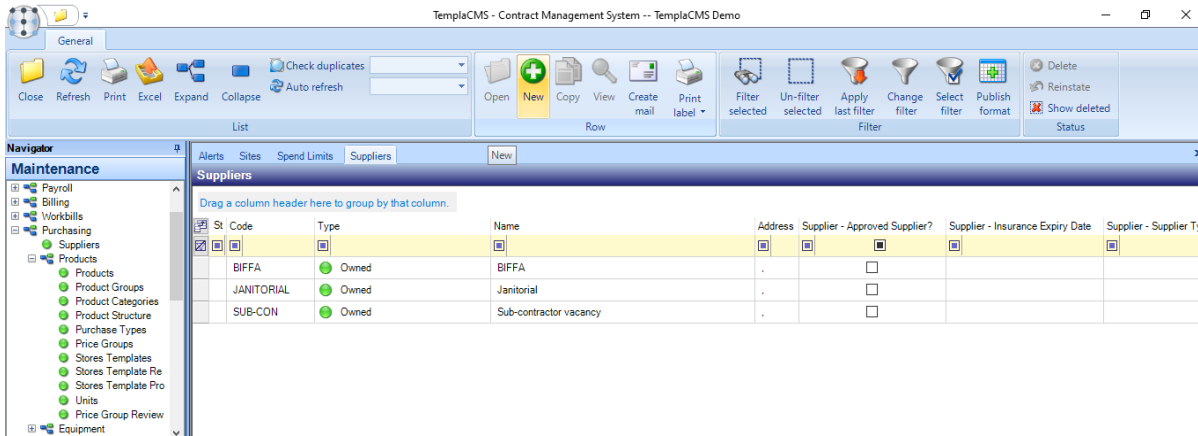 TemplaCMS - Contract Management System -- TemplaCMS Demo
General
Close Refresh Print Excel Expand Collapse
Check duplicates
Auto refresh
List
Open New Copy View Create mail Print label
Row
Filter selected Un-filter selected Apply last filter Change filter Select filter Publish format
Filter
Delete
Reinstate
Show deleted
Status
Navigator
Maintenance
Payroll
Billing
Workbills
Purchasing
Suppliers
Products
Products
Product Groups
Product Categories
Product Structure
Purchase Types
Price Groups
Stores Templates
Stores Template Re
Stores Template Pro
Units
Price Group Review
Equipment
Alerts Sites Spend Limits Suppliers
New
Suppliers
Drag a column header here to group by that column.
St Code Type Name Address Supplier - Approved Supplier? Supplier - Insurance Expiry Date Supplier - Supplier Ty
BIFFA Owned BIFFA .
JANITORIAL Owned Janitorial .
SUB-CON Owned Sub-contractor vacancy .